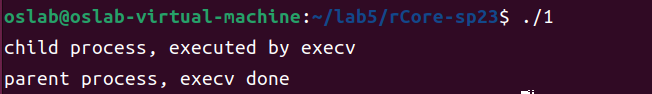 oslab@oslab-virtual-machine:~/lab5/rCore-sp23$ ./1
child process, executed by execv
parent process, execv done